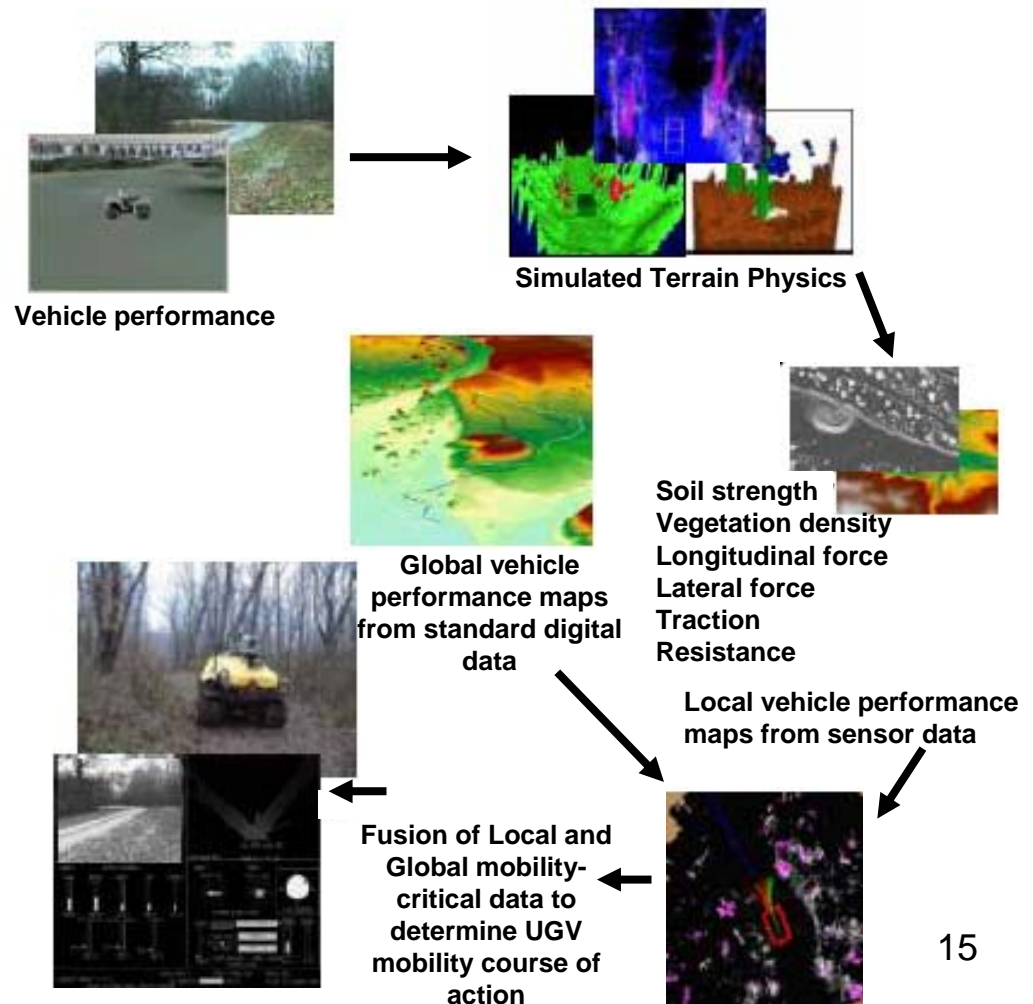 Vehicle performance
Simulated Terrain Physics
Soil strength
Vegetation density
Longitudinal force
Lateral force
Traction
Resistance
Global vehicle
performance maps
from standard digital
data
Local vehicle performance
maps from sensor data
Fusion of Local and
Global mobility-
critical data to
determine UGV
mobility course of
action
15